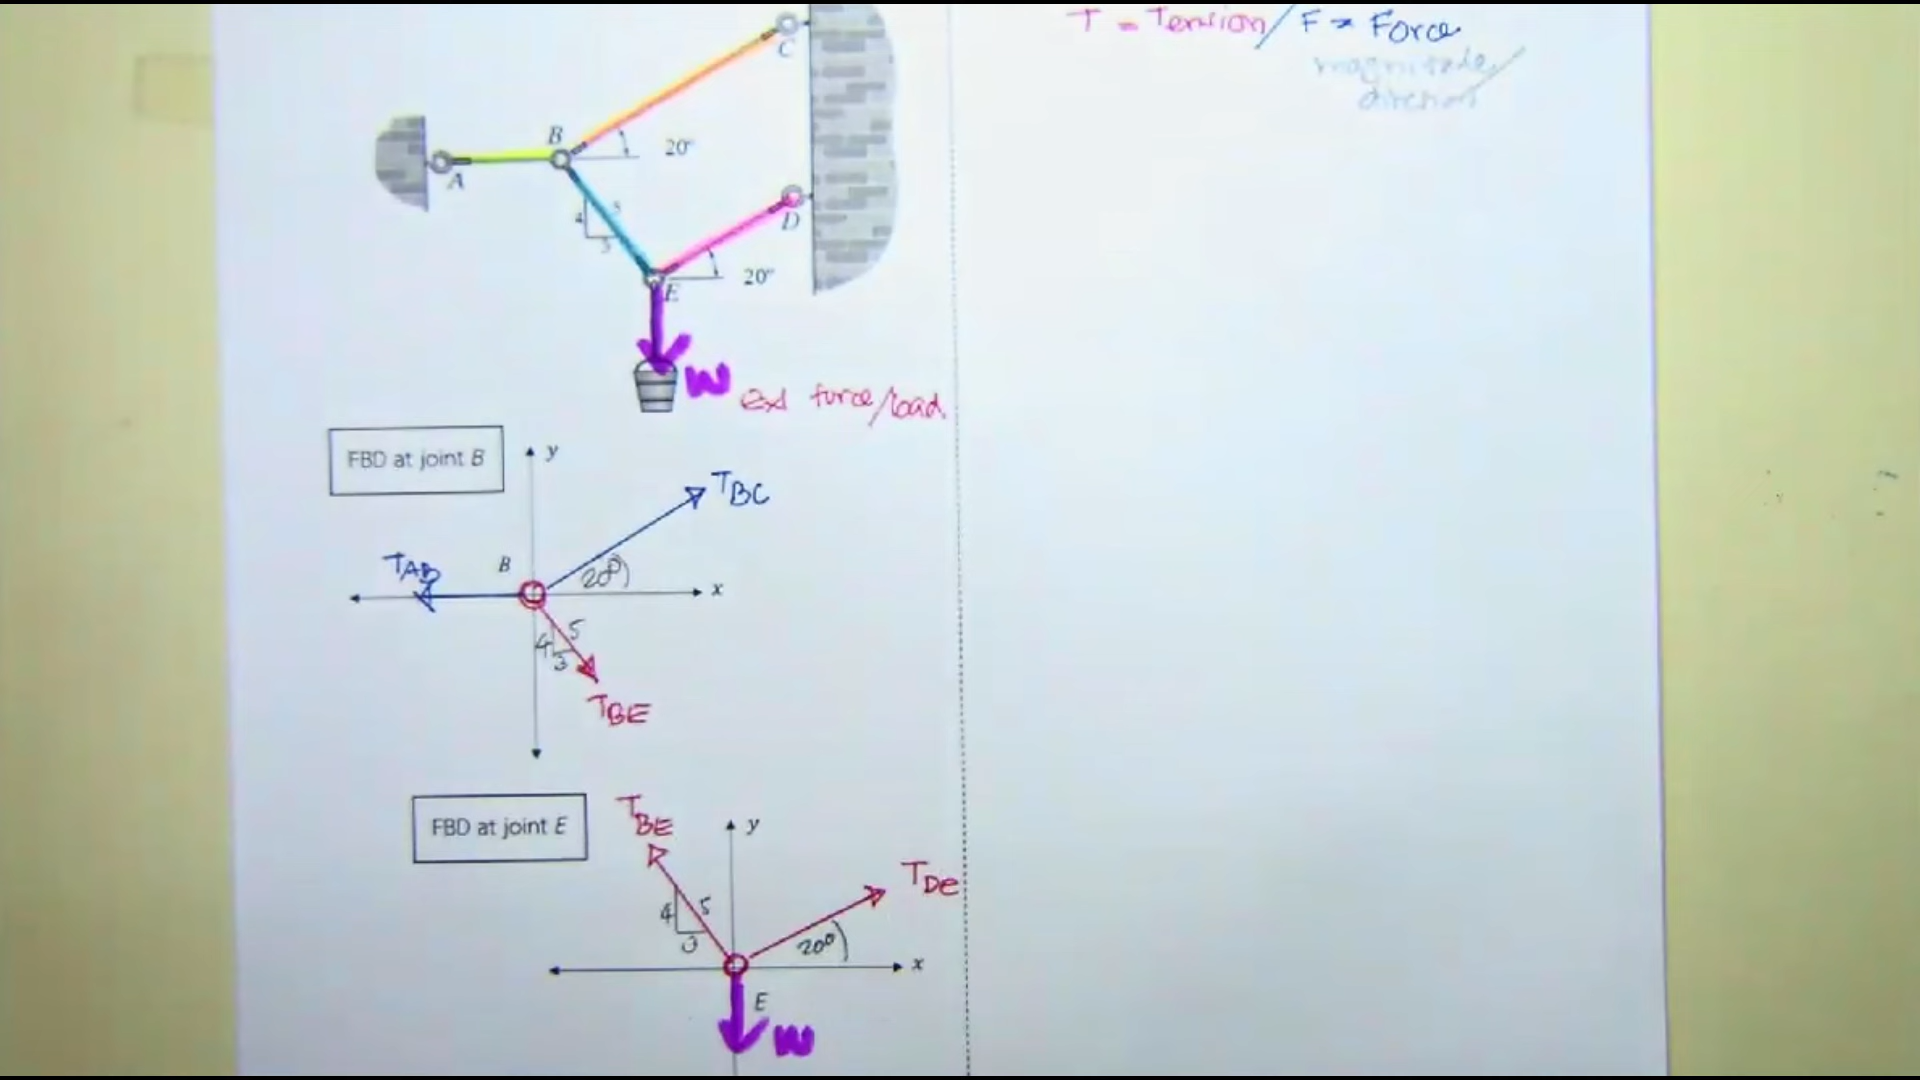 T = Tension / F = Force
magnitude/
direction
C
B
20°
A
D
4
5
3
20°
E
W
ext force/load.
FBD at joint B
y
TBC
TAB
B
20°
x
4
5
3
TBE
FBD at joint E
TBE
y
TDE
4
5
3
20°
x
E
W